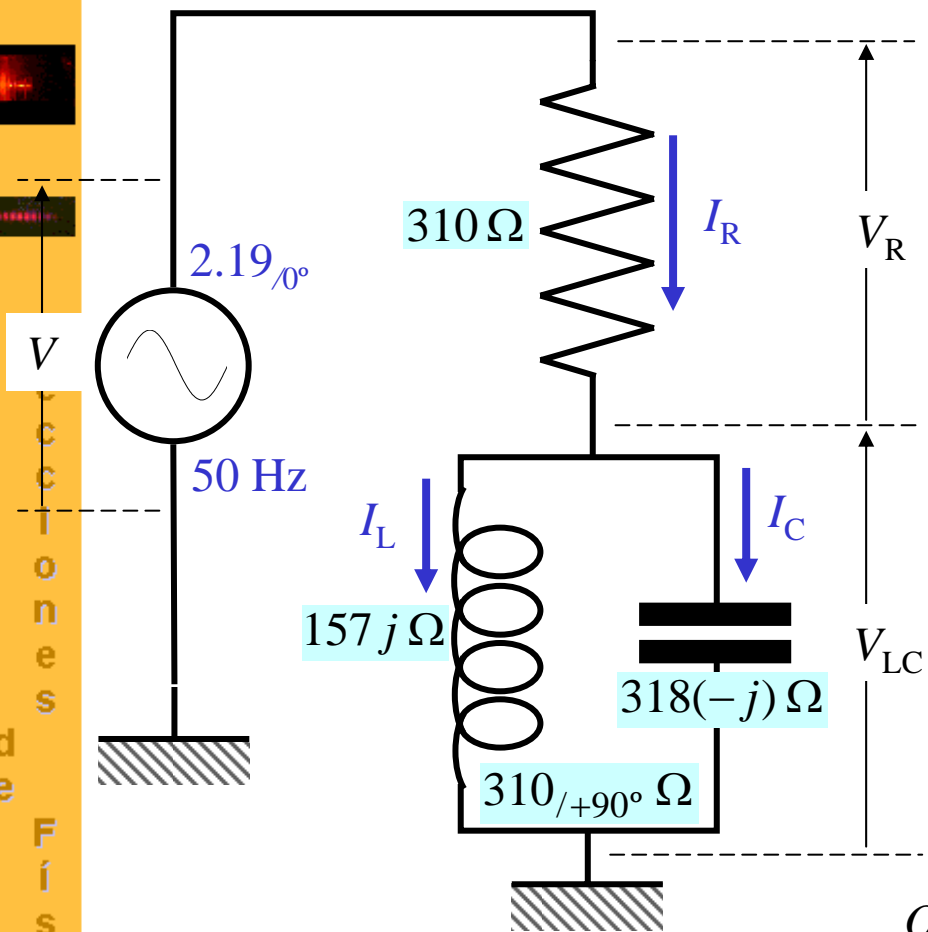 2.19/0º
50 Hz
V
310 Ω
I_R
V_R
I_L
I_C
157 j Ω
318(−j) Ω
V_LC
310/+90º Ω
c
c
i
o
n
e
s
d
e
F
í
s